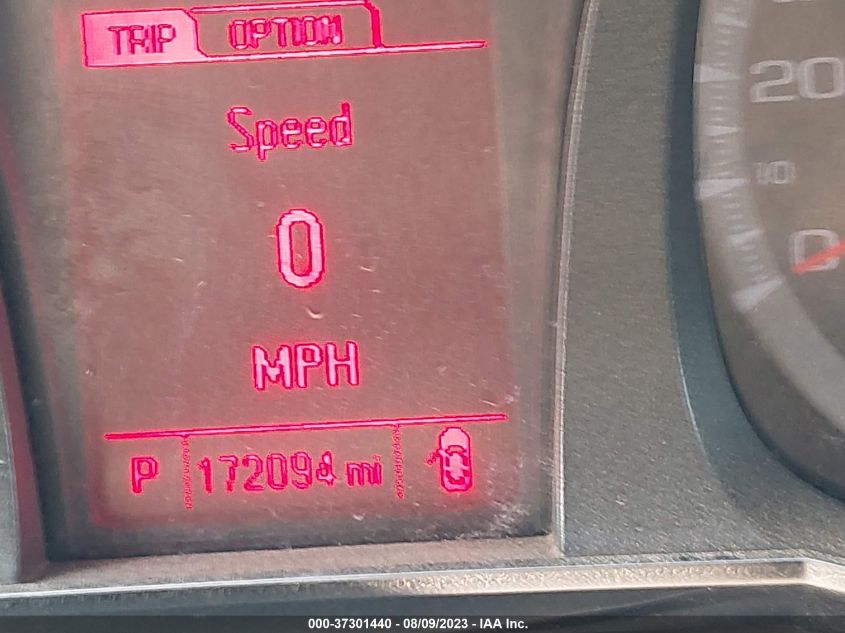 TRIP OPTION
Speed
0
MPH
P 172094 mi
20
10
0
000-37301440 - 08/09/2023 - IAA Inc.